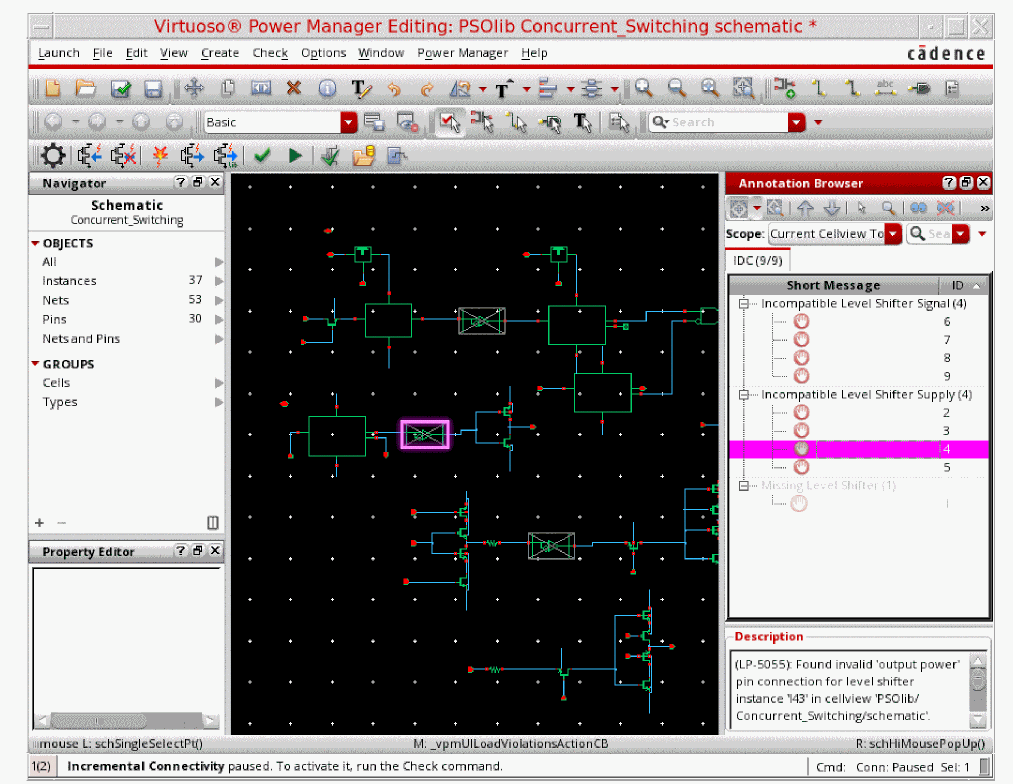 Virtuoso® Power Manager Editing: PSOlib Concurrent_Switching schematic *
Launch File Edit View Create Check Options Window Power Manager Help
cādence
abc
Basic
Search
Navigator
Schematic
Concurrent_Switching
OBJECTS
All
Instances 37
Nets 53
Pins 30
Nets and Pins
GROUPS
Cells
Types
Property Editor
Annotation Browser
Scope: Current Cellview To
Sea
IDC (9/9)
Short Message ID
Incompatible Level Shifter Signal (4)
6
7
8
9
Incompatible Level Shifter Supply (4)
2
3
4
5
Missing Level Shifter (1)
1
Description
(LP-5055): Found invalid 'output power'
pin connection for level shifter
instance 'I43' in cellview 'PSOlib/
Concurrent_Switching/schematic'.
mouse L: schSingleSelectPt() M: _vpmUILoadViolationsActionCB R: schHiMousePopUp()
1(2) Incremental Connectivity paused. To activate it, run the Check command. Cmd: Conn: Paused Sel: 1